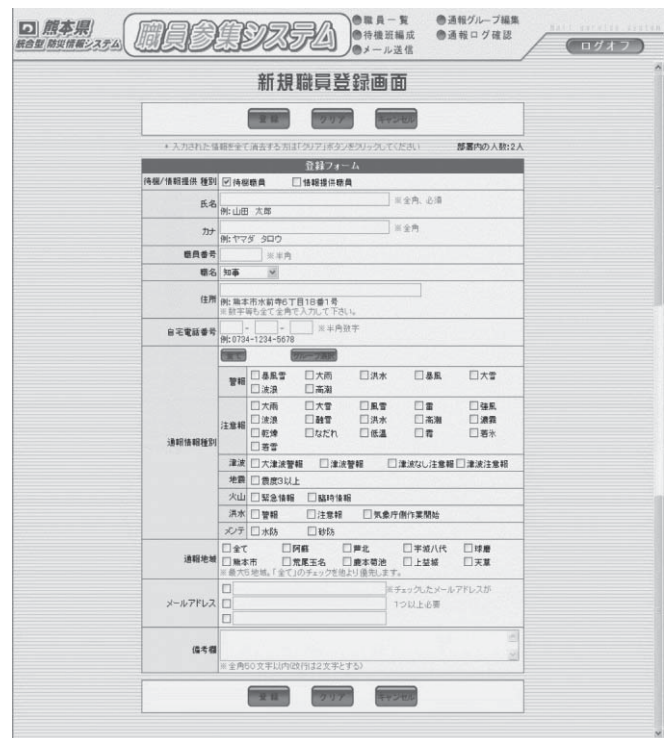 熊本県
統合型 防災情報システム
職員参集システム
●職員一覧 ●通報グループ編集
●待機班編成 ●通報ログ確認
●メール送信
ログオフ
新規職員登録画面
登録 クリア キャンセル
* 入力された情報を全て消去する方は「クリア」ボタンをクリックしてください 部署内の人数:2人
登録フォーム
待機/情報提供 種別 待機職員 情報提供職員
氏名 ※全角、必須
例:山田 太郎
カナ ※全角
例:ヤマダ タロウ
職員番号 ※半角
職名 知事
住所
例:熊本市水前寺6丁目18番1号
※数字等も全て全角で入力して下さい。
自宅電話番号 - - ※半角数字
例:0734-1234-5678
通報情報種別
全て グループ選択
警報 暴風雪 大雨 洪水 暴風 大雪
波浪 高潮
注意報 大雨 大雪 風雪 雷 強風
波浪 融雪 洪水 高潮 濃霧
乾燥 なだれ 低温 霜 着氷
着雪
津波 大津波警報 津波警報 津波なし注意報 津波注意報
地震 震度3以上
火山 緊急情報 臨時情報
洪水 警報 注意報 気象庁側作業開始
メンテ 水防 砂防
通報地域 全て 阿蘇 芦北 宇城八代 球磨
熊本市 荒尾玉名 鹿本菊池 上益城 天草
※最大5地域。「全て」のチェックを他より優先します。
メールアドレス ※チェックしたメールアドレスが
1つ以上必要
備考欄
※全角50文字以内(改行は2文字とする)
登録 クリア キャンセル